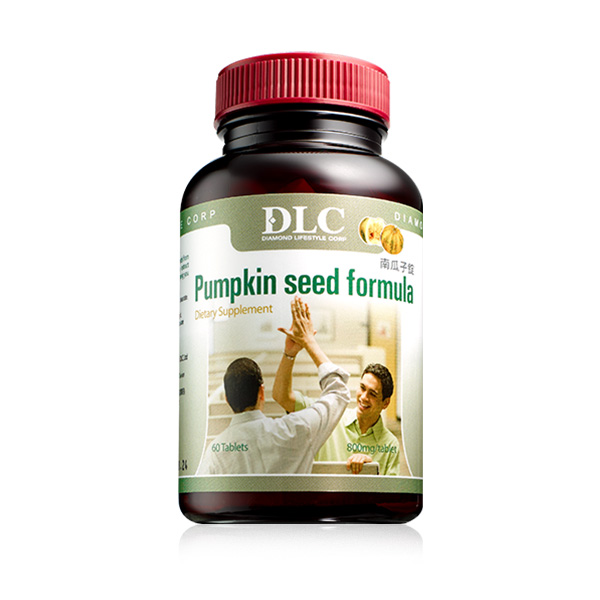 E CORP
DLC
DIAMOND LIFESTYLE CORP.
DIAMO
南瓜子錠
Pumpkin seed formula
Dietary Supplement
60 Tablets
800mg/tablet